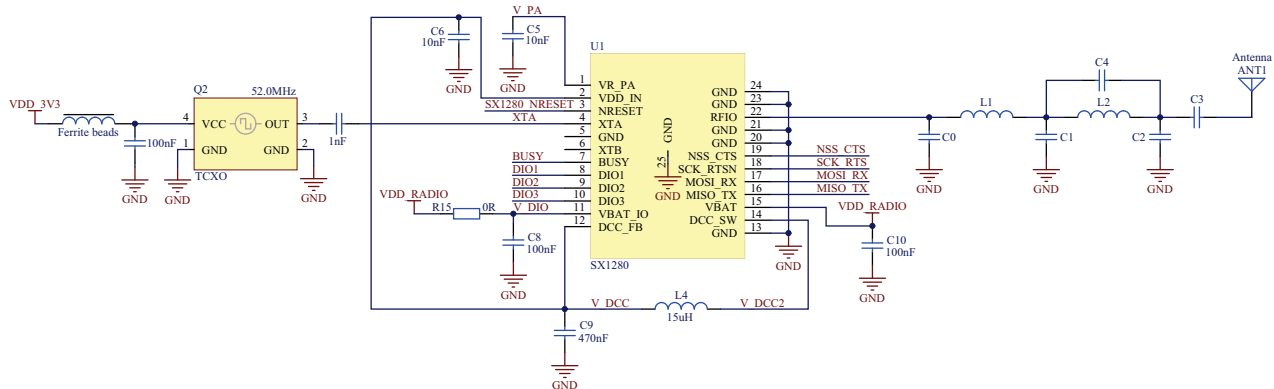 VDD_3V3
Ferrite beads
100nF
GND
Q2
52.0MHz
4
VCC
OUT
3
1
GND
GND
2
TCXO
GND
GND
1nF
C6
10nF
GND
V_PA
C5
10nF
GND
SX1280_NRESET
XTA
BUSY
DIO1
DIO2
DIO3
VDD_RADIO
R15
0R
V_DIO
C8
100nF
GND
U1
1
VR_PA
2
VDD_IN
3
NRESET
4
XTA
5
GND
6
XTB
7
BUSY
8
DIO1
9
DIO2
10
DIO3
11
VBAT_IO
12
DCC_FB
GND
25
GND
GND
24
GND
23
RFIO
22
GND
21
GND
20
NSS_CTS
19
SCK_RTSN
18
MOSI_RX
17
MISO_TX
16
VBAT
15
DCC_SW
14
GND
13
SX1280
NSS_CTS
SCK_RTS
MOSI_RX
MISO_TX
VDD_RADIO
C10
100nF
GND
GND
V_DCC
L4
15uH
V_DCC2
C9
470nF
GND
C0
GND
L1
C4
L2
C1
GND
C2
GND
C3
Antenna
ANT1